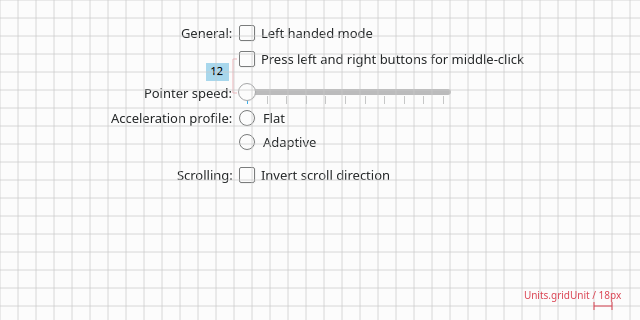 General: Left handed mode
Press left and right buttons for middle-click
12
Pointer speed:
Acceleration profile: Flat
Adaptive
Scrolling: Invert scroll direction
Units.gridUnit / 18px